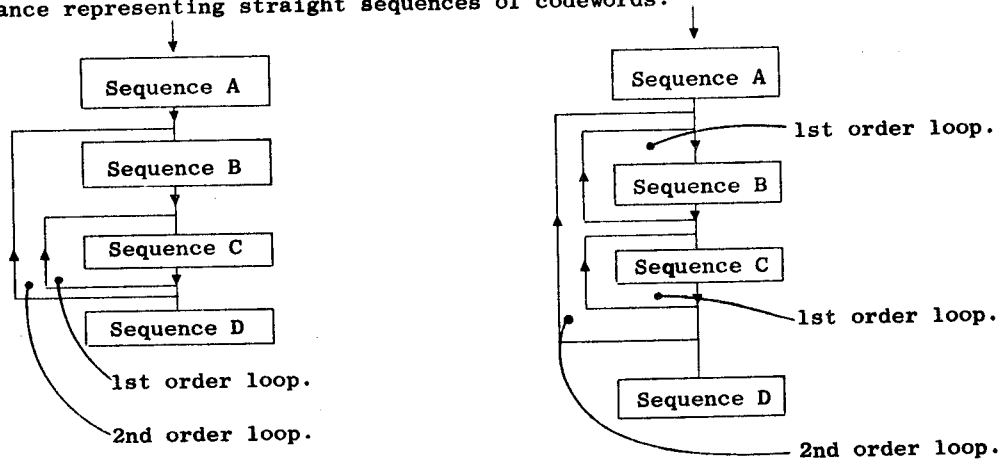 ance representing straight sequences of codewords.
Sequence A
Sequence B
Sequence C
Sequence D
1st order loop.
2nd order loop.
Sequence A
1st order loop.
Sequence B
Sequence C
1st order loop.
Sequence D
2nd order loop.